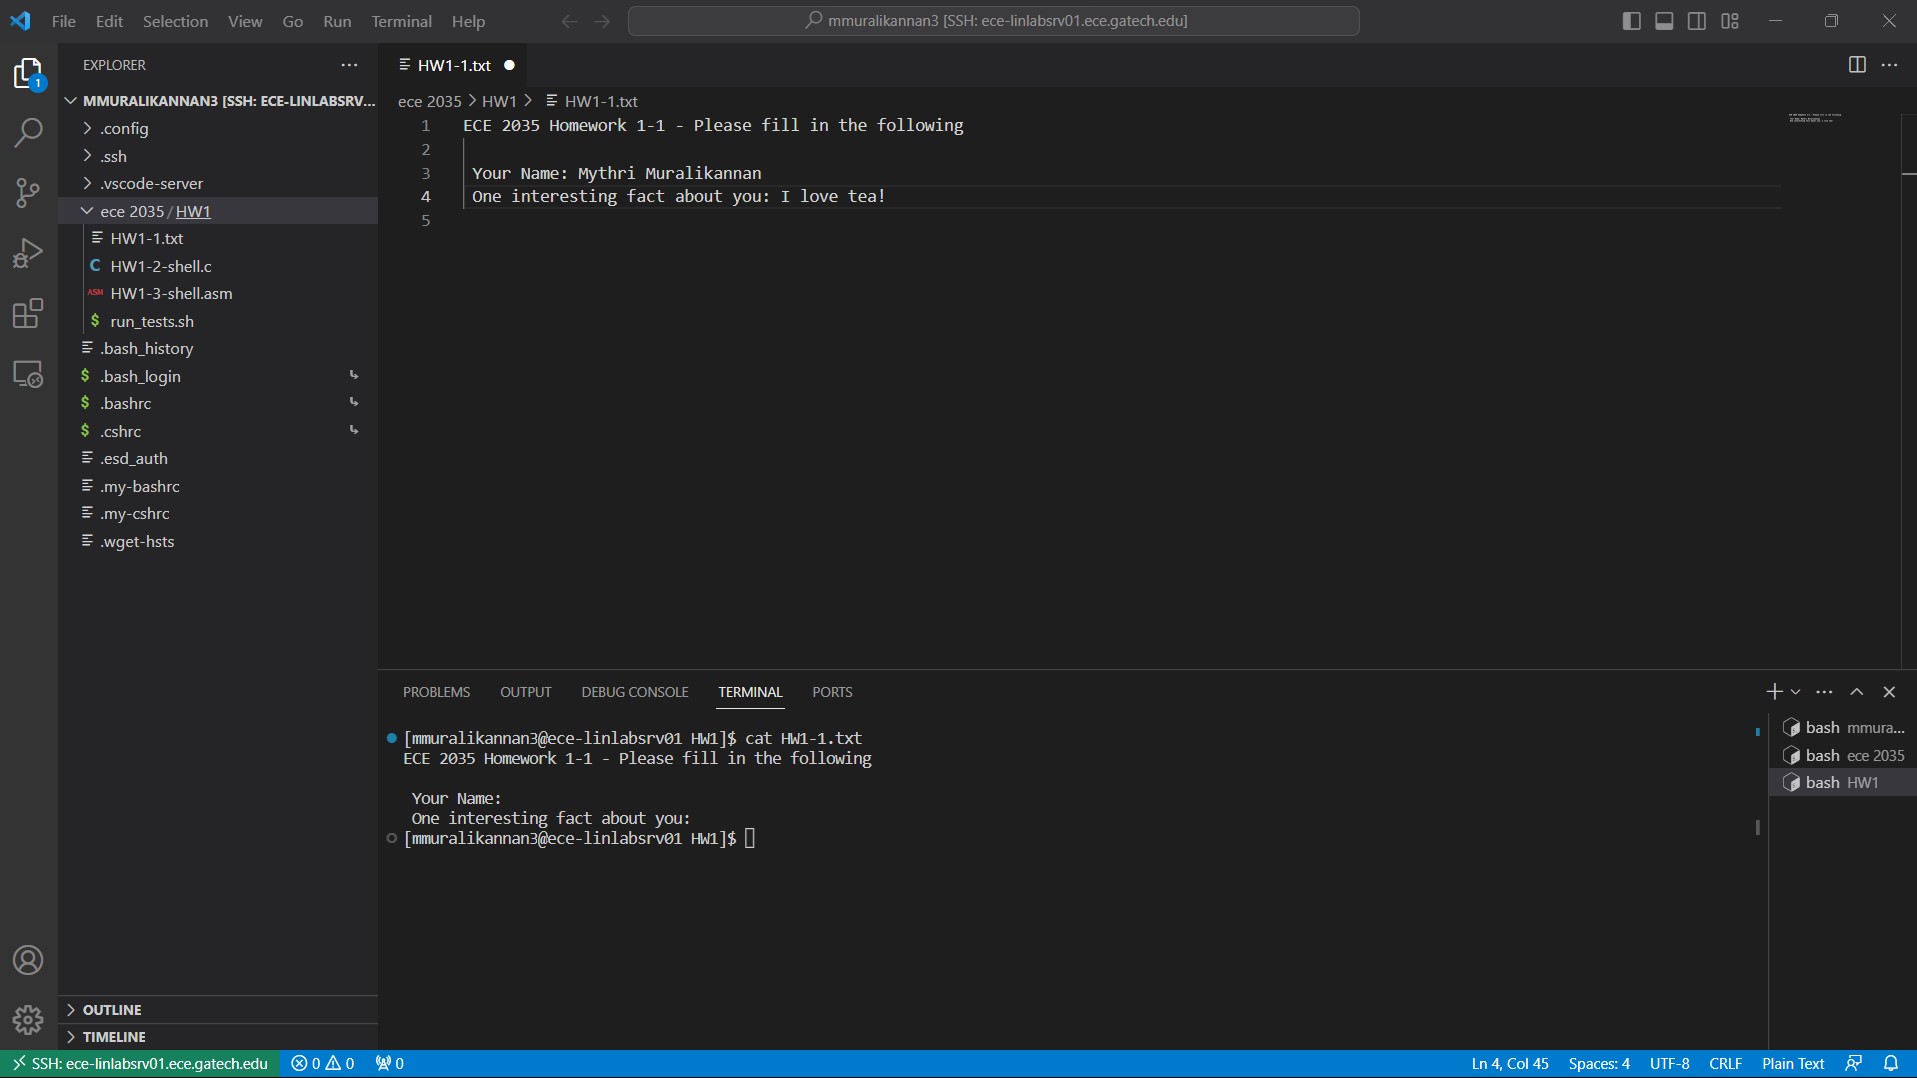 File Edit Selection View Go Run Terminal Help
mmuralikannan3 [SSH: ece-linlabsrv01.ece.gatech.edu]
1
EXPLORER
MMURALIKANNAN3 [SSH: ECE-LINLABSRV...
.config
.ssh
.vscode-server
ece 2035 / HW1
HW1-1.txt
C HW1-2-shell.c
ASM HW1-3-shell.asm
$ run_tests.sh
.bash_history
$ .bash_login
$ .bashrc
$ .cshrc
.esd_auth
.my-bashrc
.my-cshrc
.wget-hsts
OUTLINE
TIMELINE
HW1-1.txt
ece 2035 > HW1 > HW1-1.txt
1 ECE 2035 Homework 1-1 - Please fill in the following
2
3 Your Name: Mythri Muralikannan
4 One interesting fact about you: I love tea!
5
PROBLEMS OUTPUT DEBUG CONSOLE TERMINAL PORTS
[mmuralikannan3@ece-linlabsrv01 HW1]$ cat HW1-1.txt
ECE 2035 Homework 1-1 - Please fill in the following
Your Name:
One interesting fact about you:
[mmuralikannan3@ece-linlabsrv01 HW1]$
bash mmura...
bash ece 2035
bash HW1
SSH: ece-linlabsrv01.ece.gatech.edu 0 0 0 Ln 4, Col 45 Spaces: 4 UTF-8 CRLF Plain Text